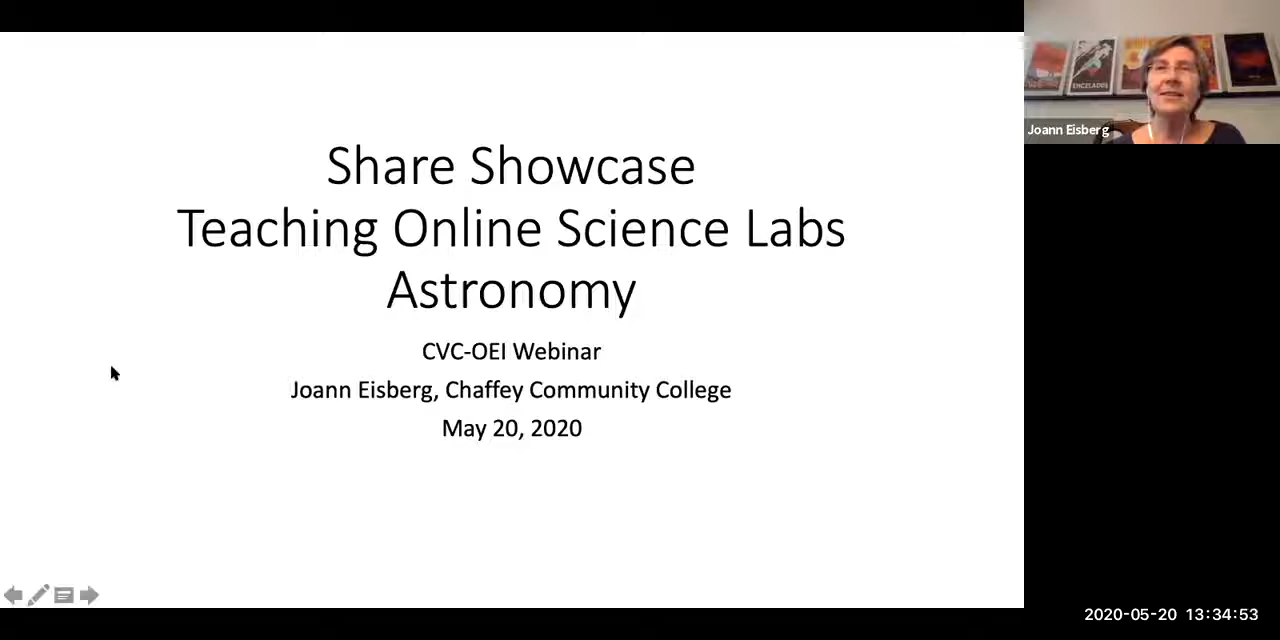 Share Showcase
Teaching Online Science Labs
Astronomy
CVC-OEI Webinar
Joann Eisberg, Chaffey Community College
May 20, 2020
ENCELADUS
Joann Eisberg
2020-05-20 13:34:53